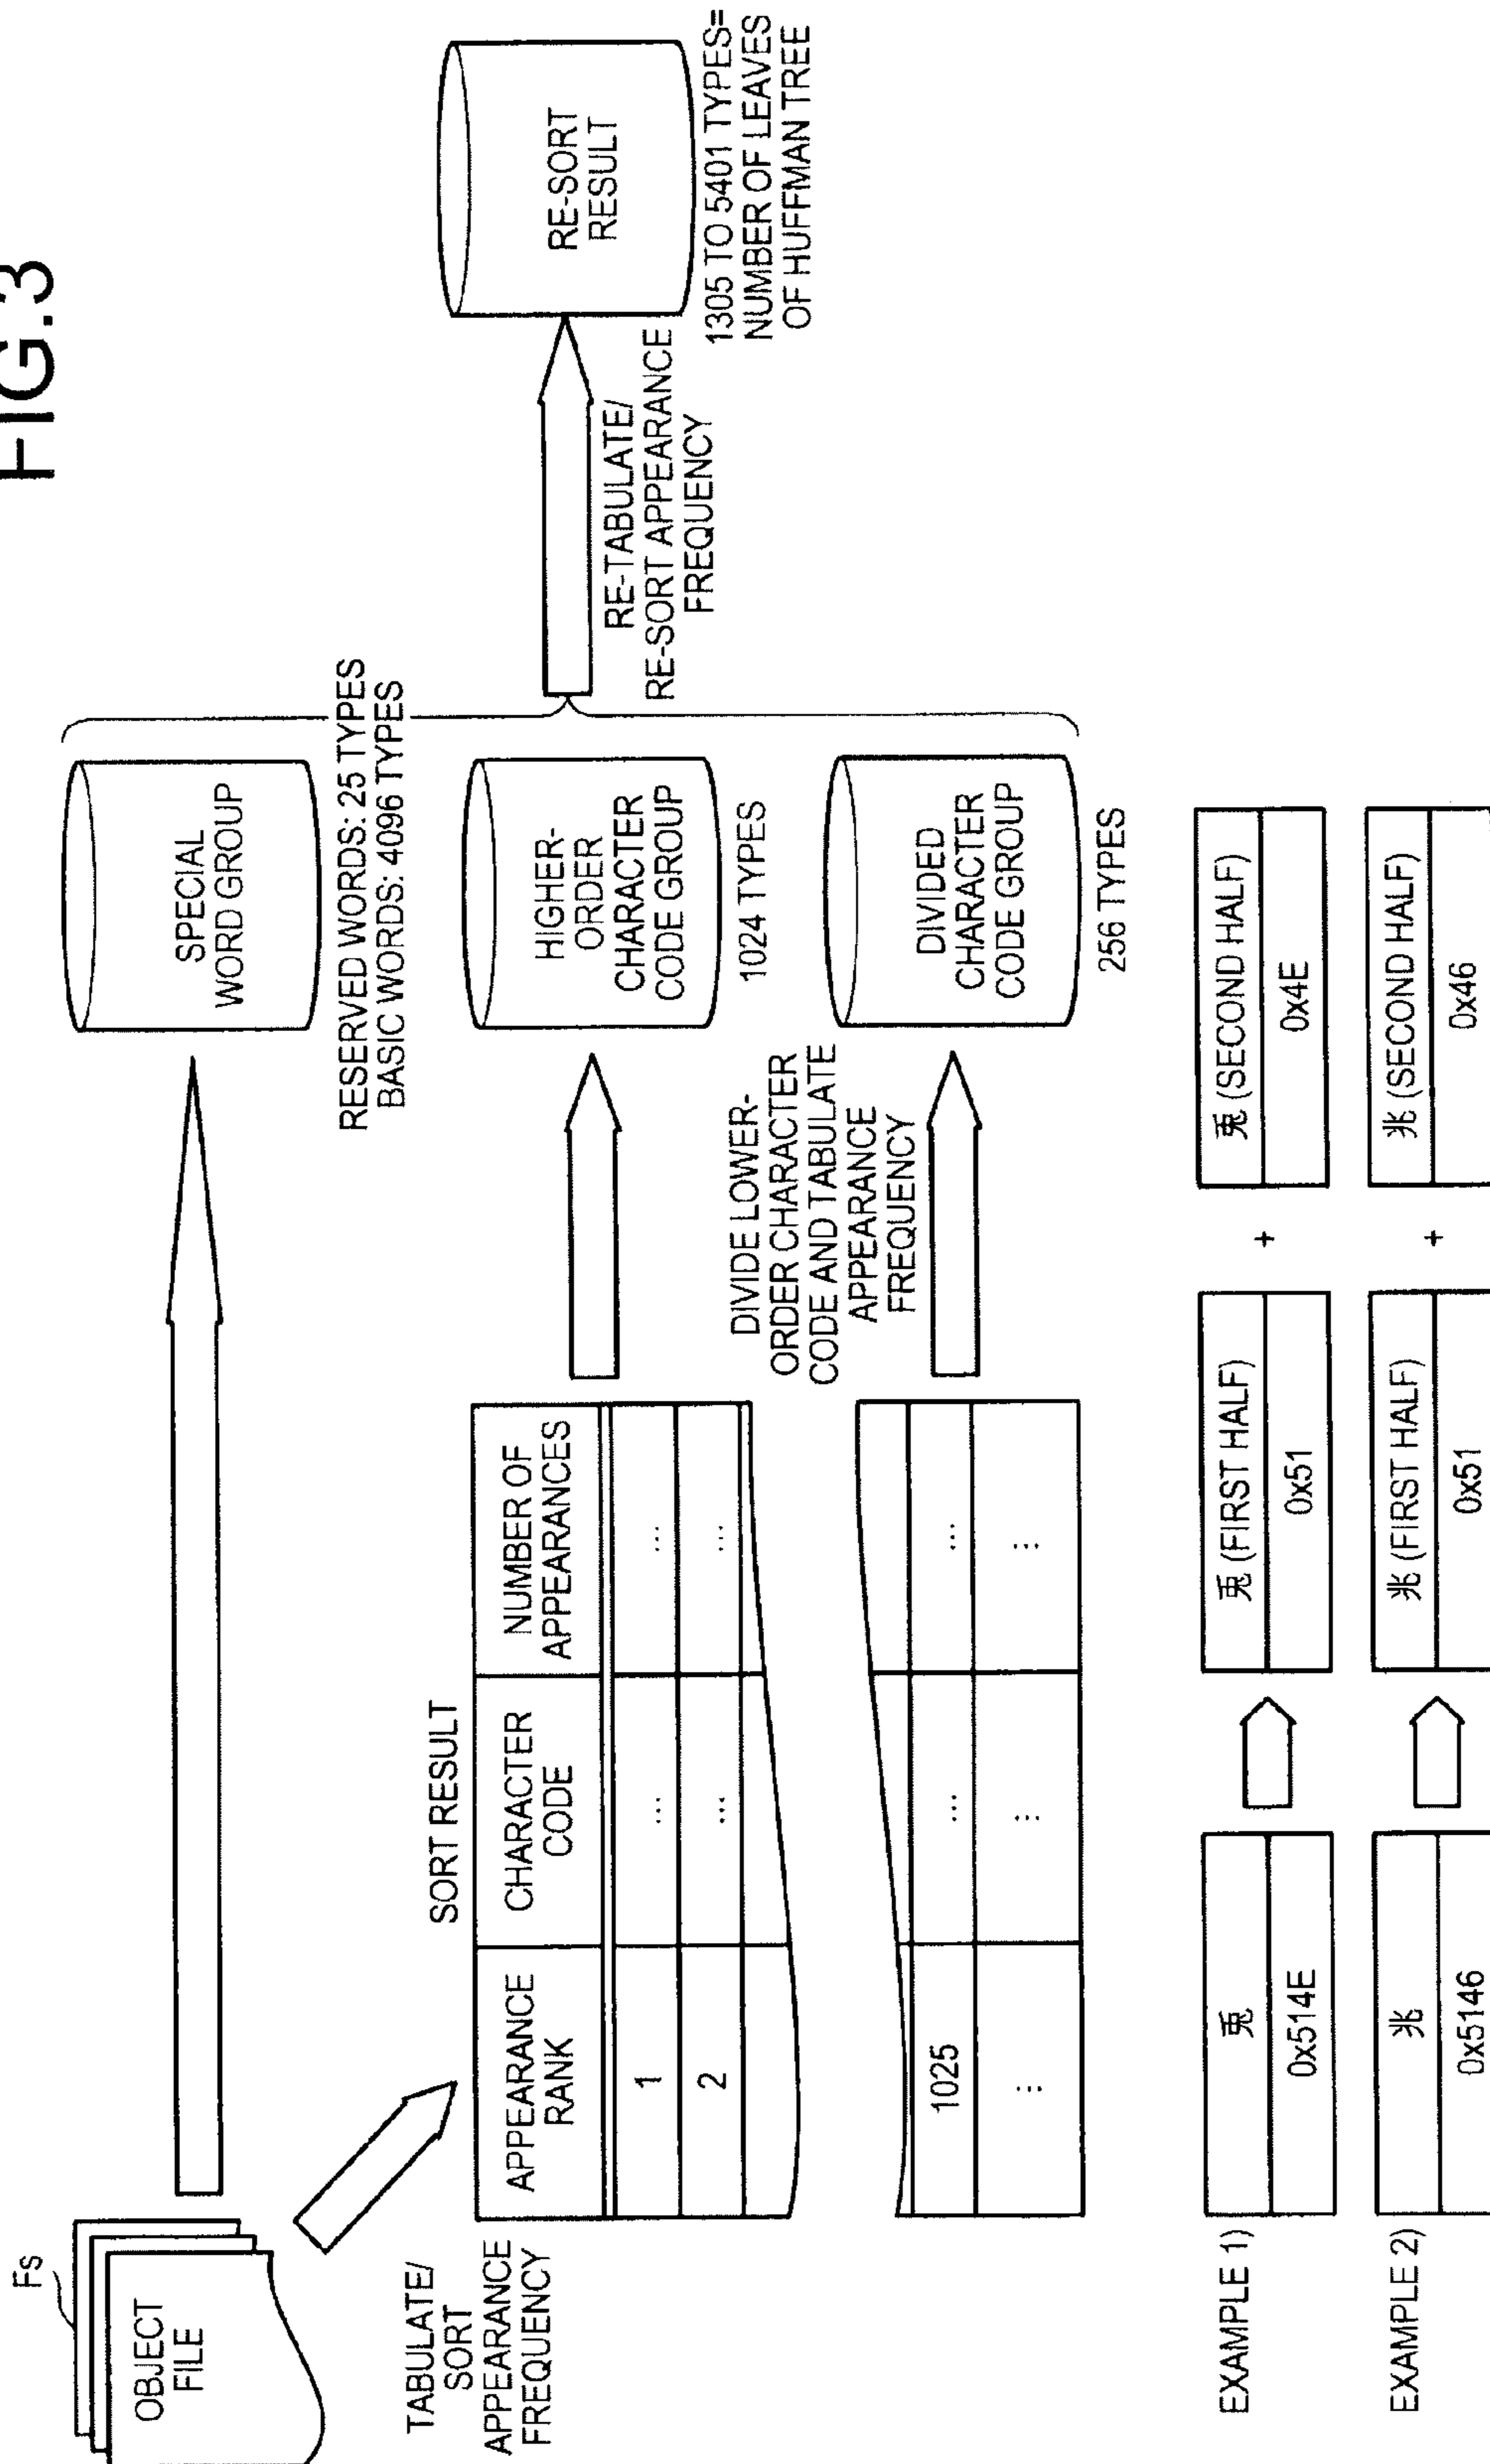 FIG.3
Fs
OBJECT
FILE
TABULATE/
SORT
APPEARANCE
FREQUENCY
SORT RESULT
APPEARANCE
RANK
CHARACTER
CODE
NUMBER OF
APPEARANCES
1
...
...
2
...
...
1025
...
...
...
...
...
SPECIAL
WORD GROUP
RESERVED WORDS: 25 TYPES
BASIC WORDS: 4096 TYPES
HIGHER-
ORDER
CHARACTER
CODE GROUP
1024 TYPES
DIVIDE LOWER-
ORDER CHARACTER
CODE AND TABULATE
APPEARANCE
FREQUENCY
DIVIDED
CHARACTER
CODE GROUP
256 TYPES
RE-TABULATE/
RE-SORT APPEARANCE
FREQUENCY
RE-SORT
RESULT
1305 TO 5401 TYPES=
NUMBER OF LEAVES
OF HUFFMAN TREE
EXAMPLE 1)
兎
0x514E
兎 (FIRST HALF)
0x51
+
兎 (SECOND HALF)
0x4E
EXAMPLE 2)
兆
0x5146
兆 (FIRST HALF)
0x51
+
兆 (SECOND HALF)
0x46